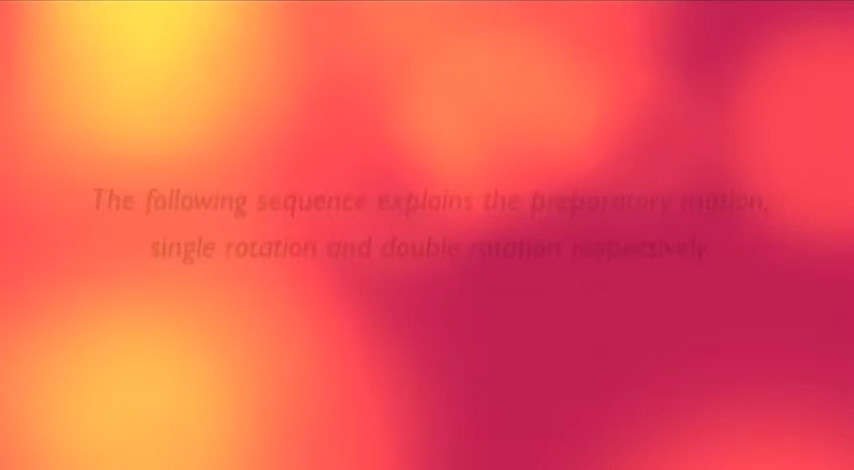 The following sequence explains the preparatory motion,
single rotation and double rotation respectively